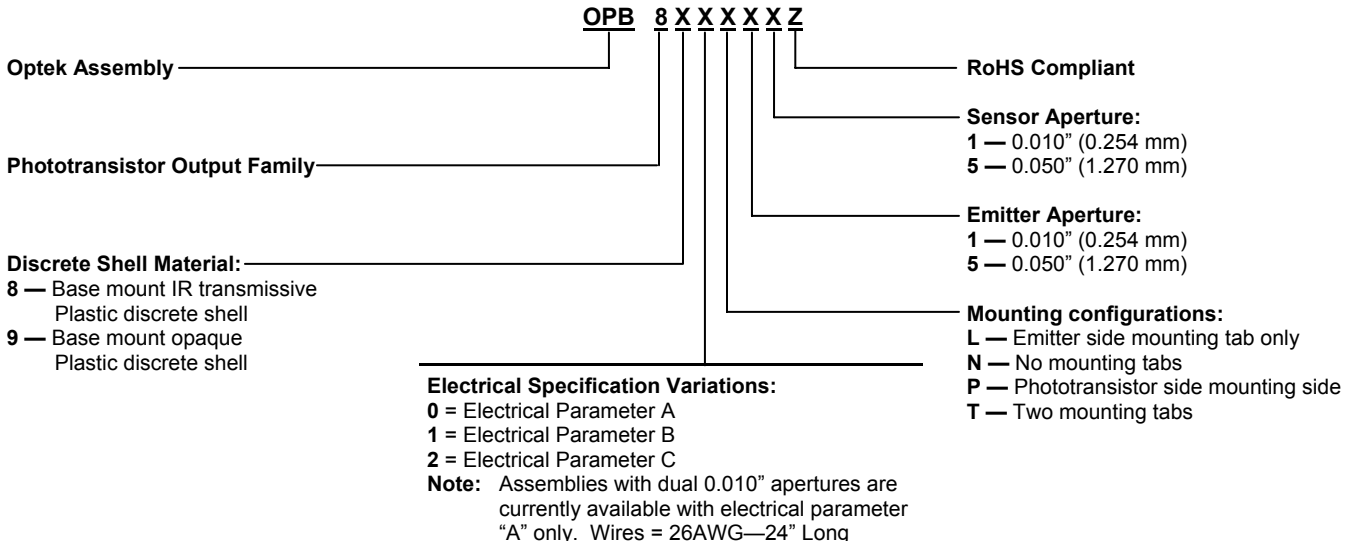 OPB 8 X X X X X Z
Optek Assembly
Phototransistor Output Family
Discrete Shell Material:
8 — Base mount IR transmissive
Plastic discrete shell
9 — Base mount opaque
Plastic discrete shell
Electrical Specification Variations:
0 = Electrical Parameter A
1 = Electrical Parameter B
2 = Electrical Parameter C
Note: Assemblies with dual 0.010” apertures are
currently available with electrical parameter
“A” only. Wires = 26AWG—24” Long
RoHS Compliant
Sensor Aperture:
1 — 0.010” (0.254 mm)
5 — 0.050” (1.270 mm)
Emitter Aperture:
1 — 0.010” (0.254 mm)
5 — 0.050” (1.270 mm)
Mounting configurations:
L — Emitter side mounting tab only
N — No mounting tabs
P — Phototransistor side mounting side
T — Two mounting tabs